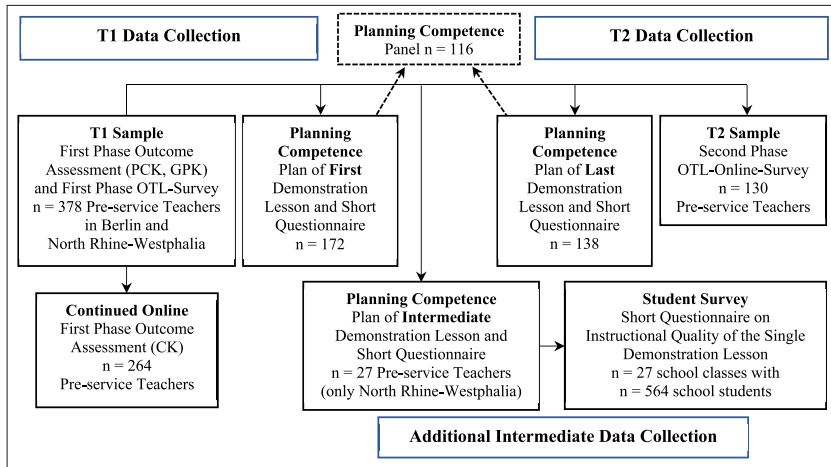 T1 Data Collection
Planning Competence
Panel n = 116
T2 Data Collection
T1 Sample
First Phase Outcome
Assessment (PCK, GPK)
and First Phase OTL-Survey
n = 378 Pre-service Teachers
in Berlin and
North Rhine-Westphalia
Planning
Competence
Plan of First
Demonstration
Lesson and Short
Questionnaire
n = 172
Planning
Competence
Plan of Last
Demonstration
Lesson and Short
Questionnaire
n = 138
T2 Sample
Second Phase
OTL-Online-Survey
n = 130
Pre-service Teachers
Continued Online
First Phase Outcome
Assessment (CK)
n = 264
Pre-service Teachers
Planning Competence
Plan of Intermediate
Demonstration Lesson and
Short Questionnaire
n = 27 Pre-service Teachers
(only North Rhine-Westphalia)
Student Survey
Short Questionnaire on
Instructional Quality of the Single
Demonstration Lesson
n = 27 school classes with
n = 564 school students
Additional Intermediate Data Collection